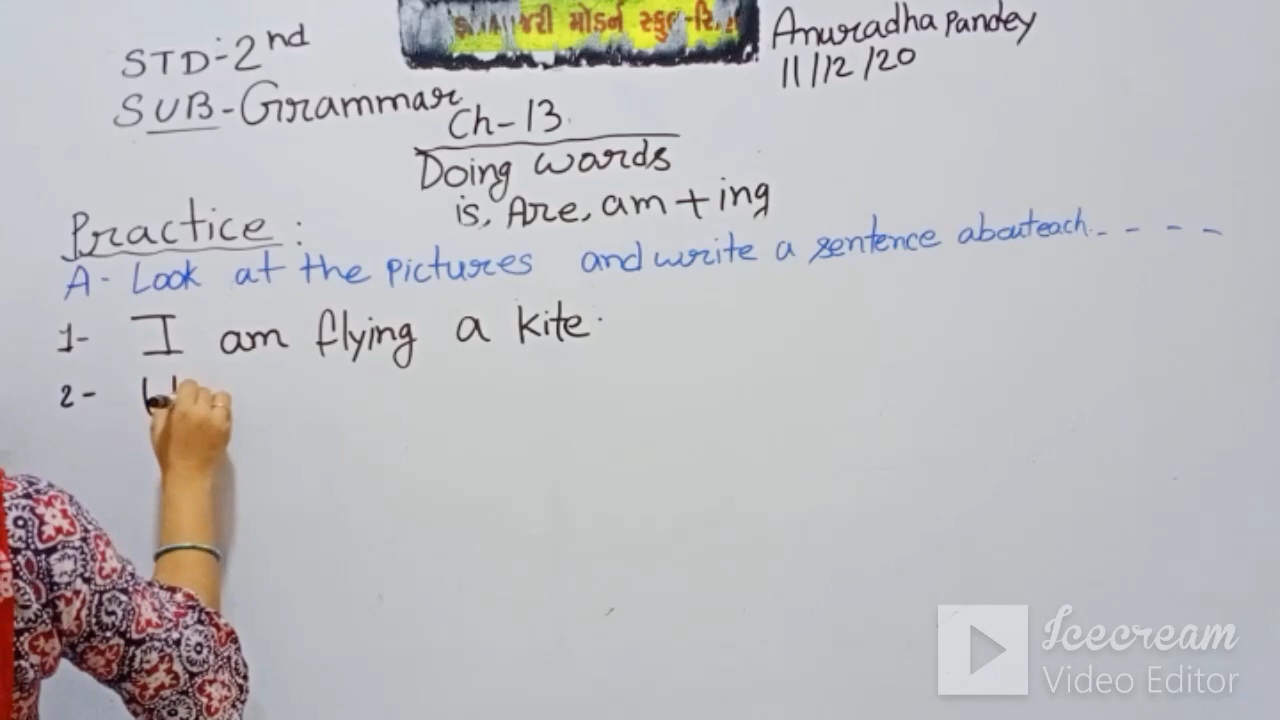 STD-2nd
SUB-Grammar
મોડર્ન સ્કુલ-રિ.
Anuradha pandey
11/12/20
Ch-13.
Doing wards
is, Are, am + ing
Practice:
A- Look at the pictures and write a sentence about each. - - - -
1- I am flying a kite.
2-
Icecream
Video Editor